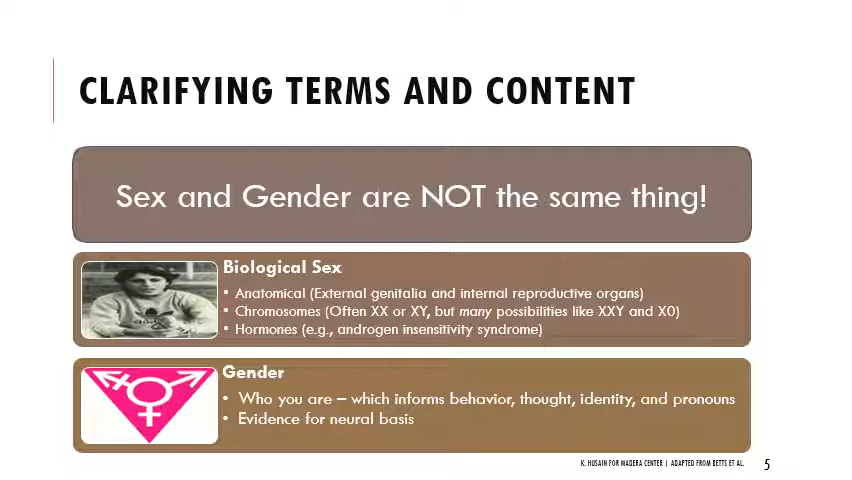 CLARIFYING TERMS AND CONTENT
Sex and Gender are NOT the same thing!
Biological Sex
• Anatomical (External genitalia and internal reproductive organs)
• Chromosomes (Often XX or XY, but many possibilities like XXY and X0)
• Hormones (e.g., androgen insensitivity syndrome)
Gender
• Who you are – which informs behavior, thought, identity, and pronouns
• Evidence for neural basis
K. HUSAIN FOR MADERA CENTER | ADAPTED FROM BETTS ET AL.
5